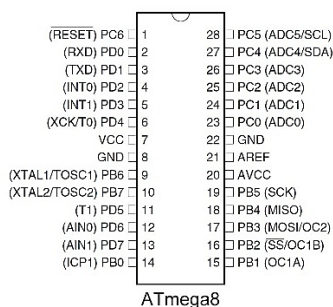 (RESET) PC6 1 28 PC5 (ADC5/SCL)
(RXD) PD0 2 27 PC4 (ADC4/SDA)
(TXD) PD1 3 26 PC3 (ADC3)
(INT0) PD2 4 25 PC2 (ADC2)
(INT1) PD3 5 24 PC1 (ADC1)
(XCK/T0) PD4 6 23 PC0 (ADC0)
VCC 7 22 GND
GND 8 21 AREF
(XTAL1/TOSC1) PB6 9 20 AVCC
(XTAL2/TOSC2) PB7 10 19 PB5 (SCK)
(T1) PD5 11 18 PB4 (MISO)
(AIN0) PD6 12 17 PB3 (MOSI/OC2)
(AIN1) PD7 13 16 PB2 (SS/OC1B)
(ICP1) PB0 14 15 PB1 (OC1A)
ATmega8